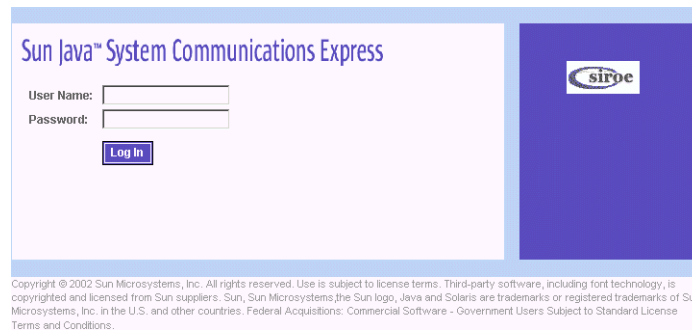 Sun Java™ System Communications Express
siroe
User Name:
Password:
Log In
Copyright © 2002 Sun Microsystems, Inc. All rights reserved. Use is subject to license terms. Third-party software, including font technology, is
copyrighted and licensed from Sun suppliers. Sun, Sun Microsystems,the Sun logo, Java and Solaris are trademarks or registered trademarks of
Microsystems, Inc. in the U.S. and other countries. Federal Acquisitions: Commercial Software - Government Users Subject to Standard License
Terms and Conditions.